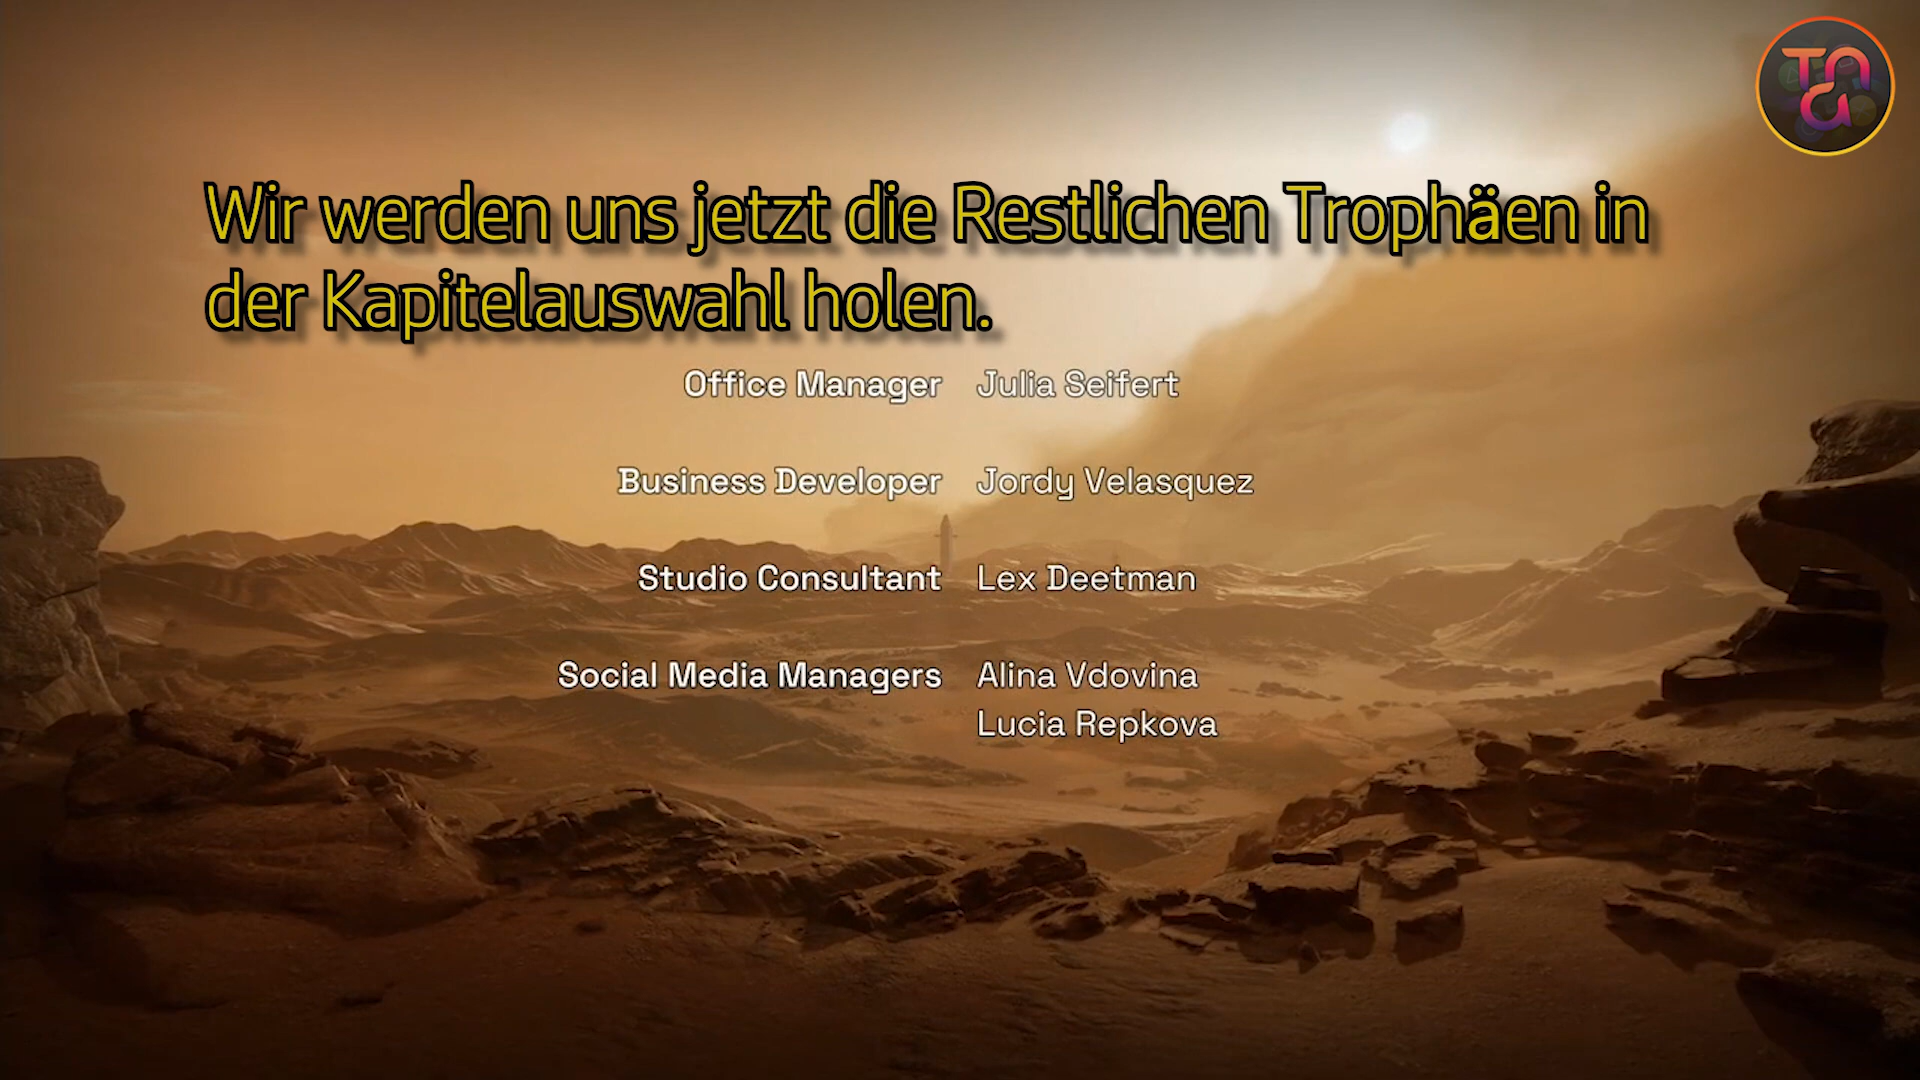 TAG
Wir werden uns jetzt die Restlichen Trophäen in
der Kapitelauswahl holen.
Office Manager Julia Seifert
Business Developer Jordy Velasquez
Studio Consultant Lex Deetman
Social Media Managers Alina Vdovina
Lucia Repkova